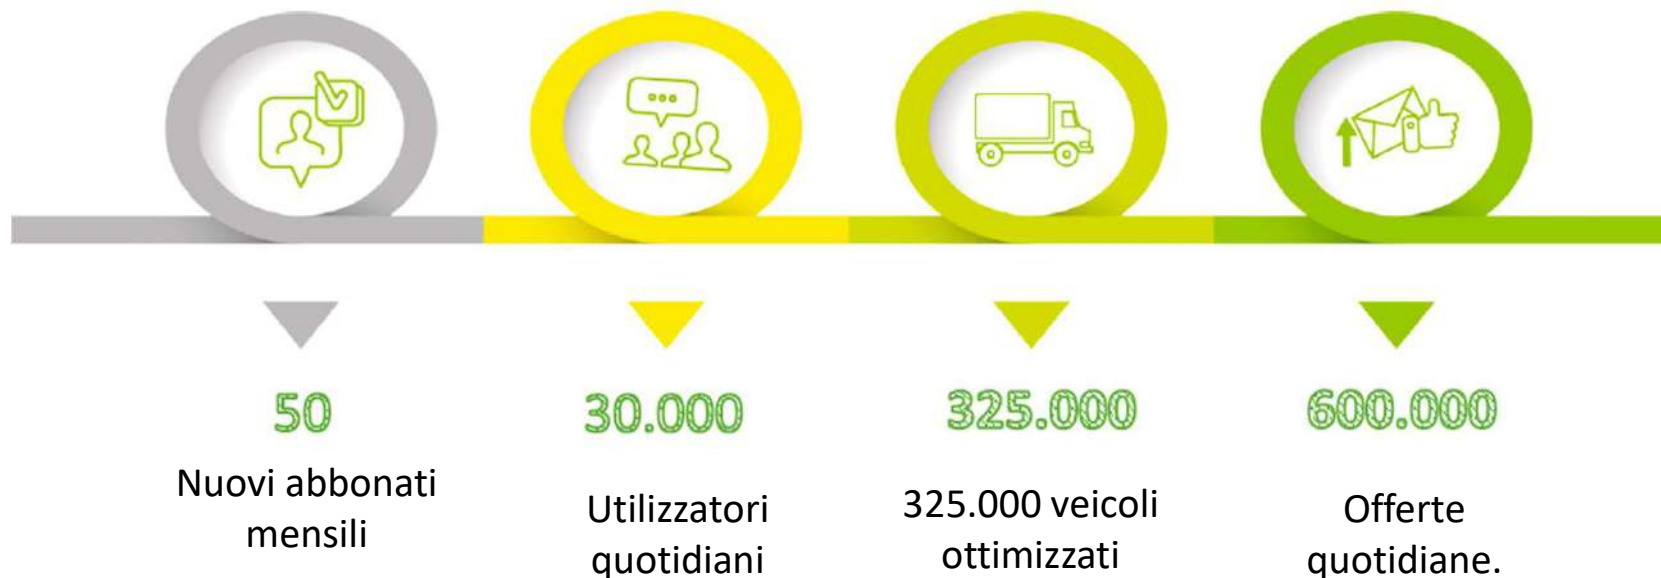 50
Nuovi abbonati
mensili
30.000
Utilizzatori
quotidiani
325.000
325.000 veicoli
ottimizzati
600.000
Offerte
quotidiane.